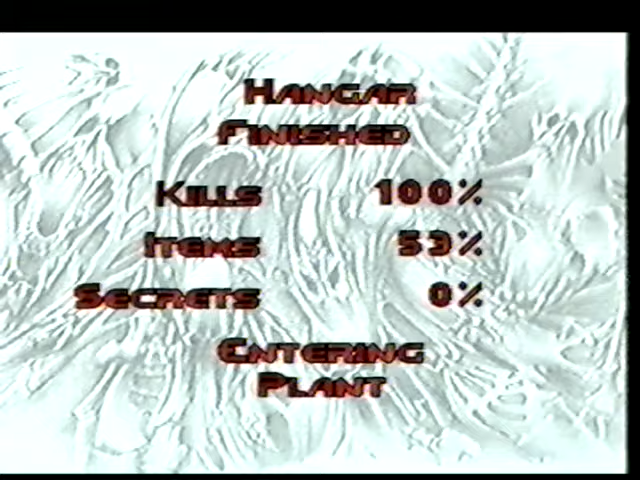 Hangar
Finished
Kills 100%
Items 53%
Secrets 0%
Entering
Plant